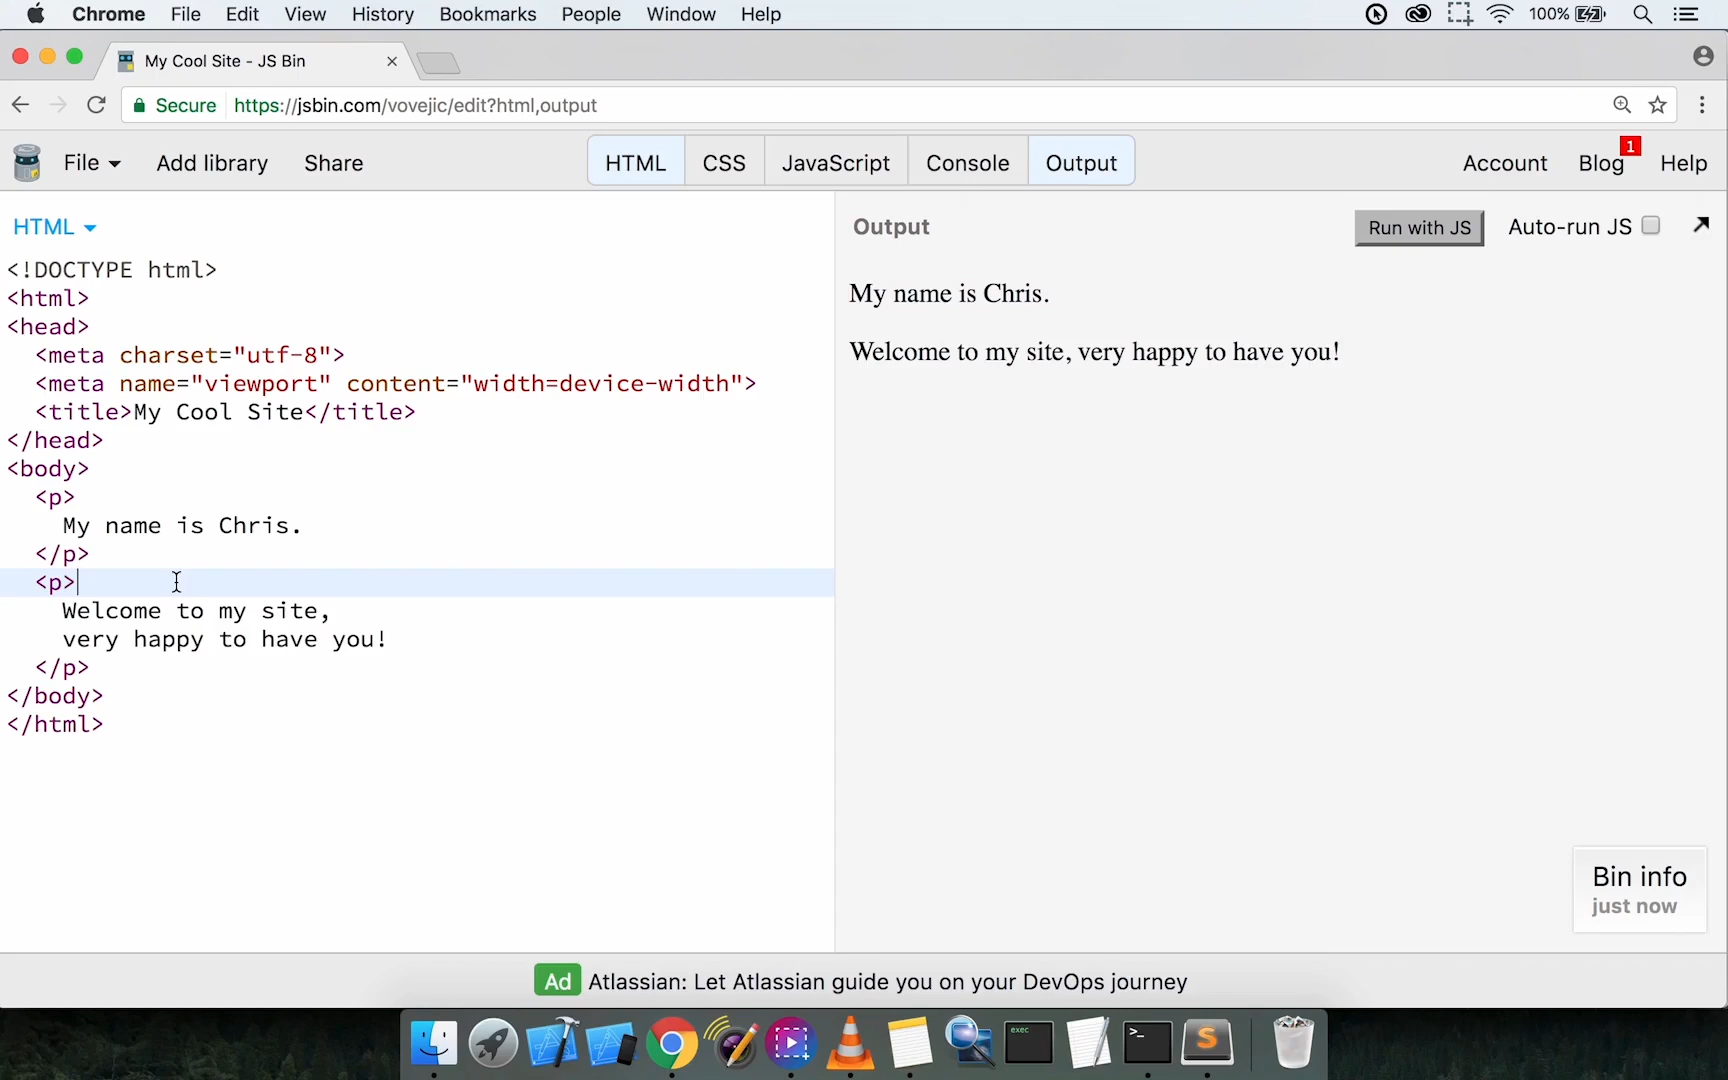 Chrome File Edit View History Bookmarks People Window Help 100%
My Cool Site - JS Bin
Secure https://jsbin.com/vovejic/edit?html,output
File Add library Share HTML CSS JavaScript Console Output Account Blog 1 Help
HTML
<!DOCTYPE html>
<html>
<head>
  <meta charset="utf-8">
  <meta name="viewport" content="width=device-width">
  <title>My Cool Site</title>
</head>
<body>
  <p>
    My name is Chris.
  </p>
  <p>
    Welcome to my site,
    very happy to have you!
  </p>
</body>
</html>
Output Run with JS Auto-run JS
My name is Chris.
Welcome to my site, very happy to have you!
Bin info
just now
Ad Atlassian: Let Atlassian guide you on your DevOps journey
exec
>_
S